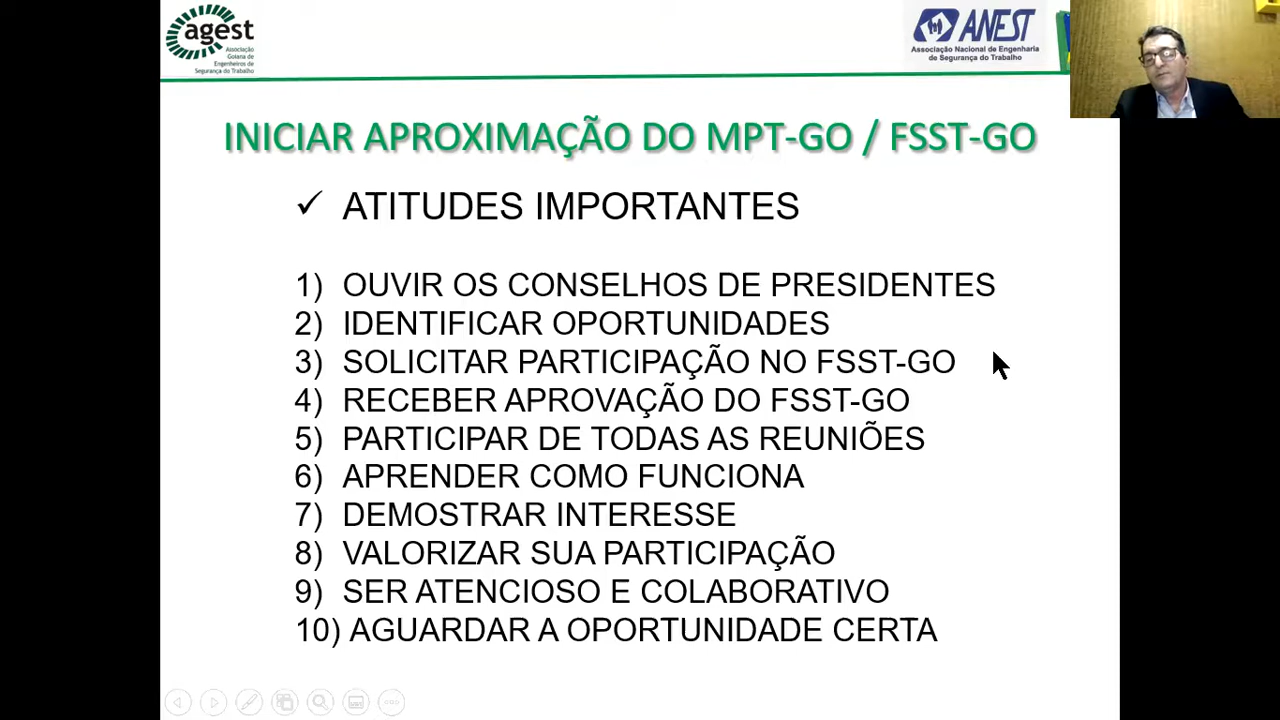 agest
Associação
Goiana de
Engenheiros de
Segurança do Trabalho
ANEST
Associação Nacional de Engenharia
de Segurança do Trabalho
INICIAR APROXIMAÇÃO DO MPT-GO / FSST-GO
✓ ATITUDES IMPORTANTES
1) OUVIR OS CONSELHOS DE PRESIDENTES
2) IDENTIFICAR OPORTUNIDADES
3) SOLICITAR PARTICIPAÇÃO NO FSST-GO
4) RECEBER APROVAÇÃO DO FSST-GO
5) PARTICIPAR DE TODAS AS REUNIÕES
6) APRENDER COMO FUNCIONA
7) DEMOSTRAR INTERESSE
8) VALORIZAR SUA PARTICIPAÇÃO
9) SER ATENCIOSO E COLABORATIVO
10) AGUARDAR A OPORTUNIDADE CERTA